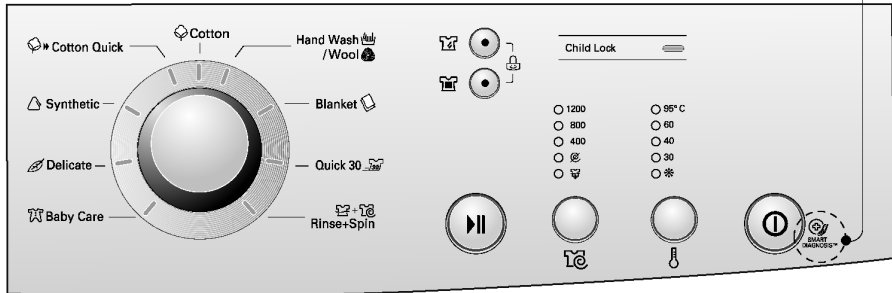 Cotton
Cotton Quick
Hand Wash
/Wool
Synthetic
Blanket
Delicate
Quick 30
Baby Care
Rinse+Spin
Child Lock
1200
800
400
95°C
60
40
30
SMART
DIAGNOSIS™